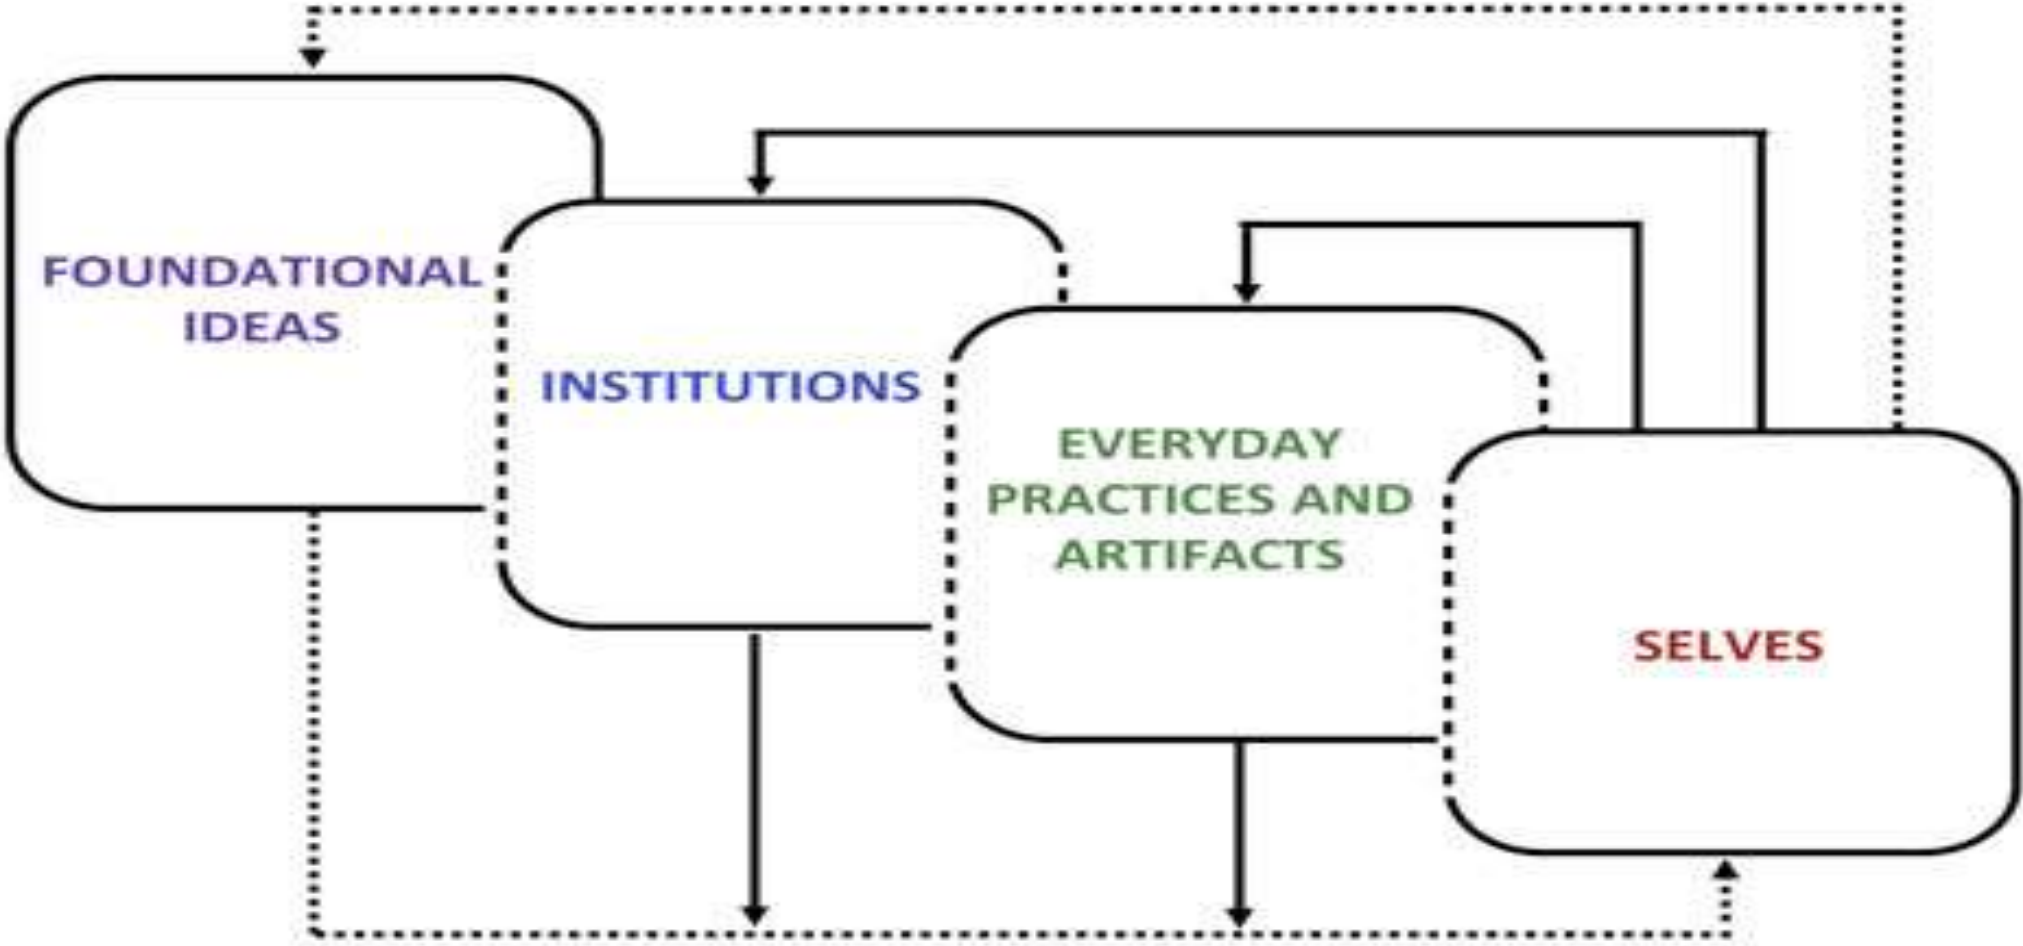 FOUNDATIONAL
IDEAS
INSTITUTIONS
EVERYDAY
PRACTICES AND
ARTIFACTS
SELVES